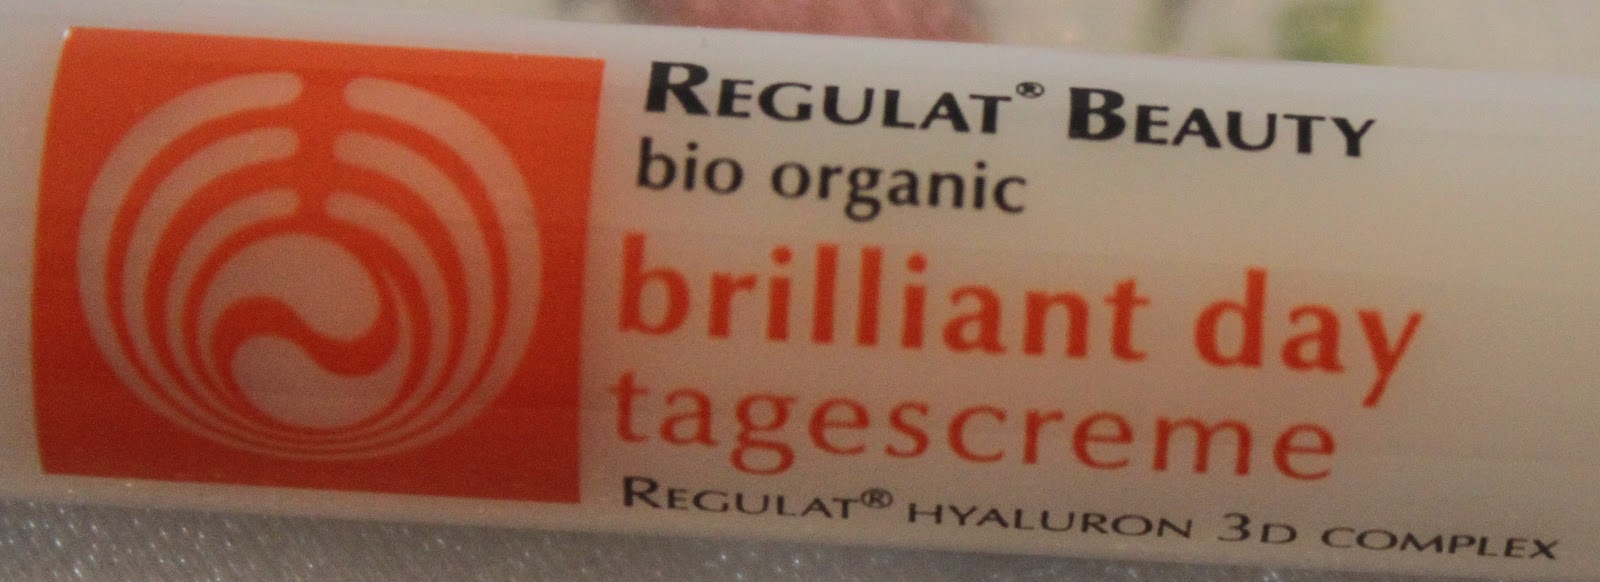 REGULAT® BEAUTY
bio organic
brilliant day
tagescreme
REGULAT® HYALURON 3D COMPLEX